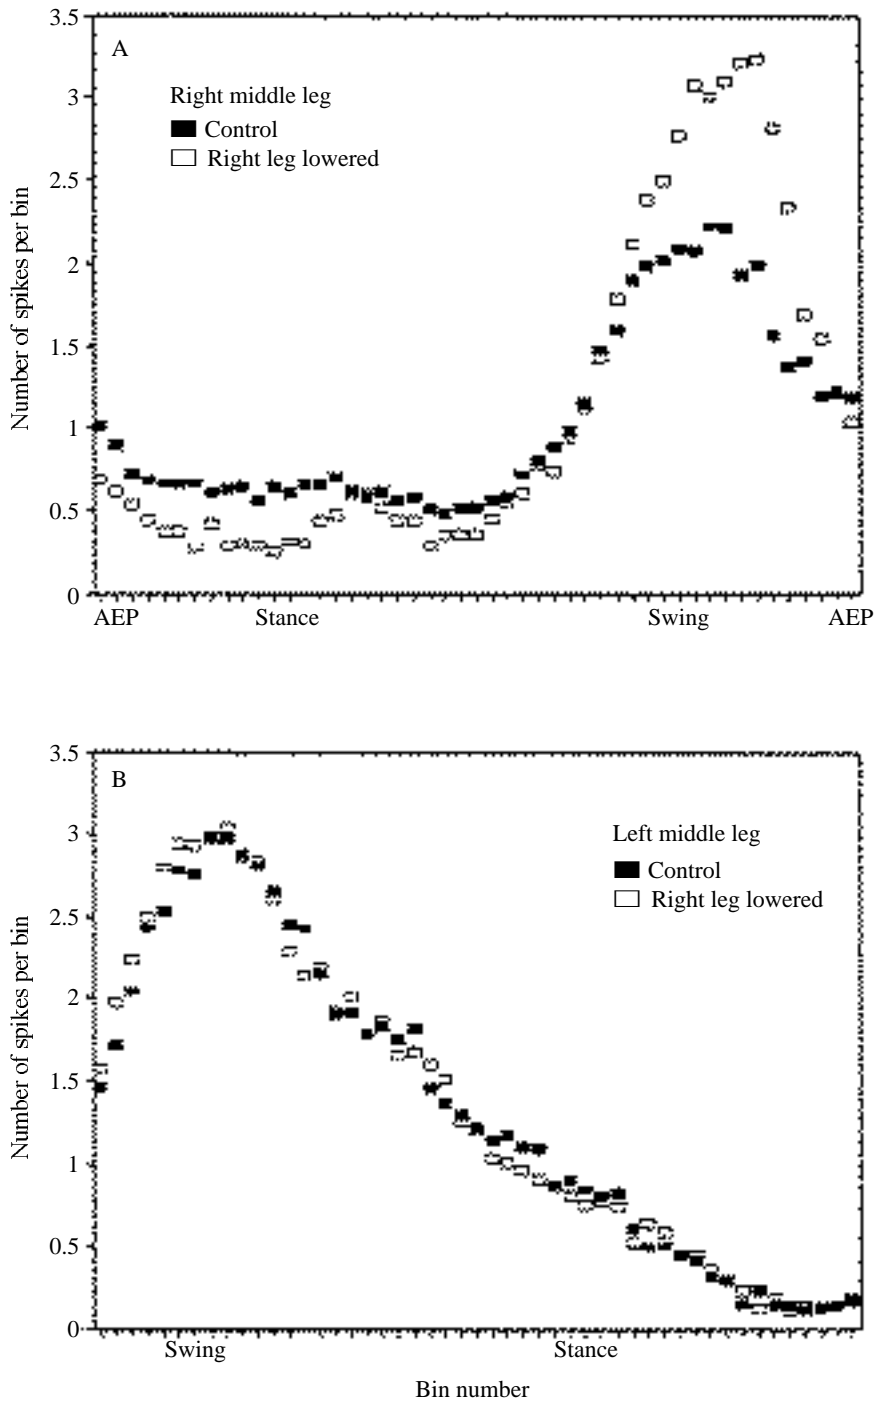 3.5
A
Right middle leg
Control
Right leg lowered
3
2.5
2
1.5
1
0.5
0
Number of spikes per bin
AEP Stance Swing AEP
3.5
B
Left middle leg
Control
Right leg lowered
3
2.5
2
1.5
1
0.5
0
Number of spikes per bin
Swing Stance
Bin number